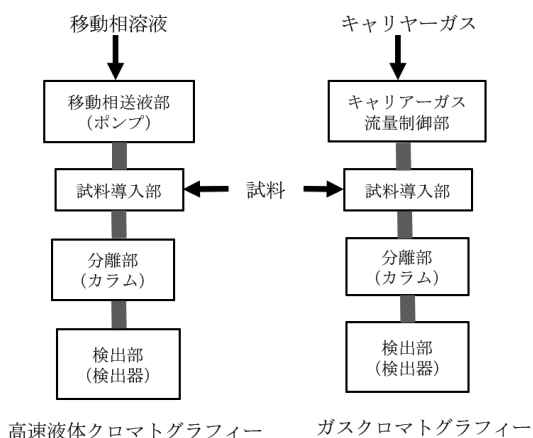 移動相溶液
移動相送液部
（ポンプ）
試料導入部
分離部
（カラム）
検出部
（検出器）
高速液体クロマトグラフィー
試料
キャリヤーガス
キャリアーガス
流量制御部
試料導入部
分離部
（カラム）
検出部
（検出器）
ガスクロマトグラフィー